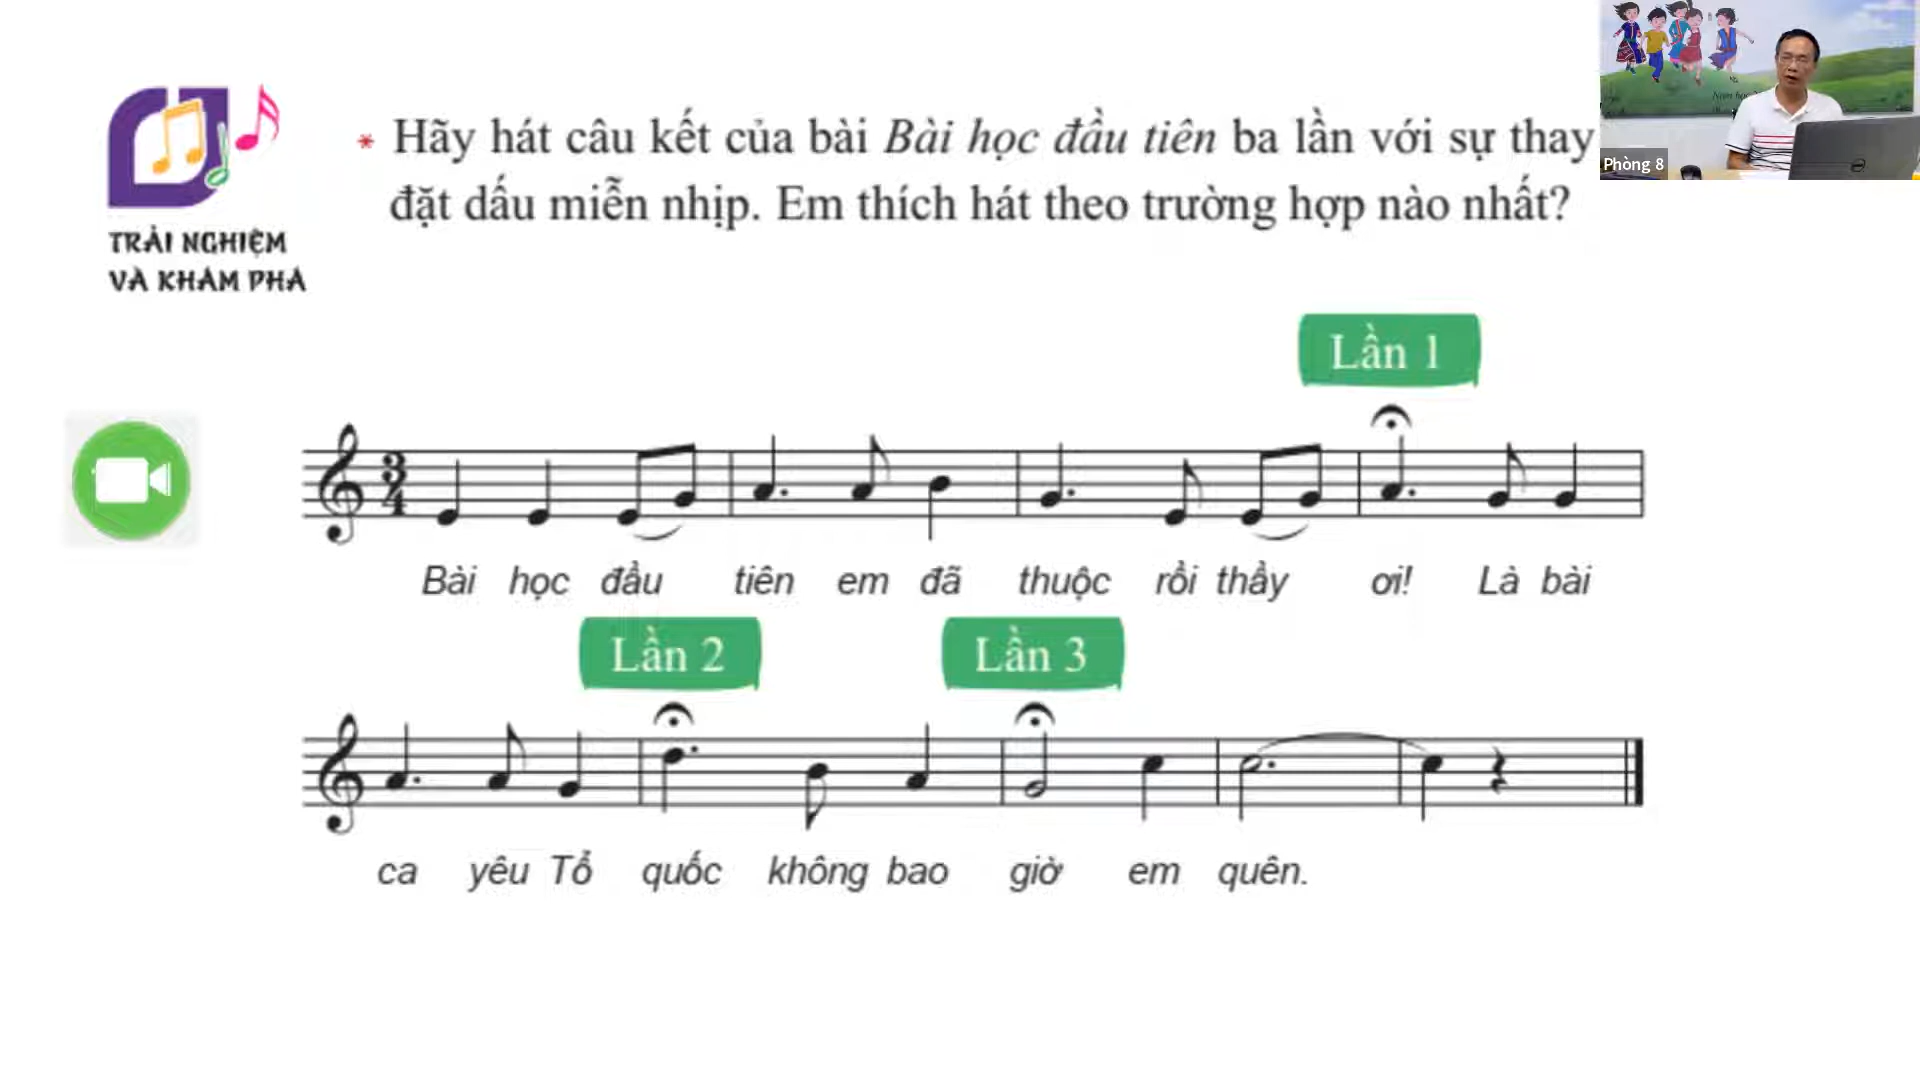 * Hãy hát câu kết của bài Bài học đầu tiên ba lần với sự thay
đặt dấu miễn nhịp. Em thích hát theo trường hợp nào nhất?
TRẢI NGHIỆM
VÀ KHÁM PHÁ
Phòng 8
Lần 1
3
4
Bài học đầu tiên em đã thuộc rồi thầy ơi! Là bài
Lần 2 Lần 3
ca yêu Tổ quốc không bao giờ em quên.